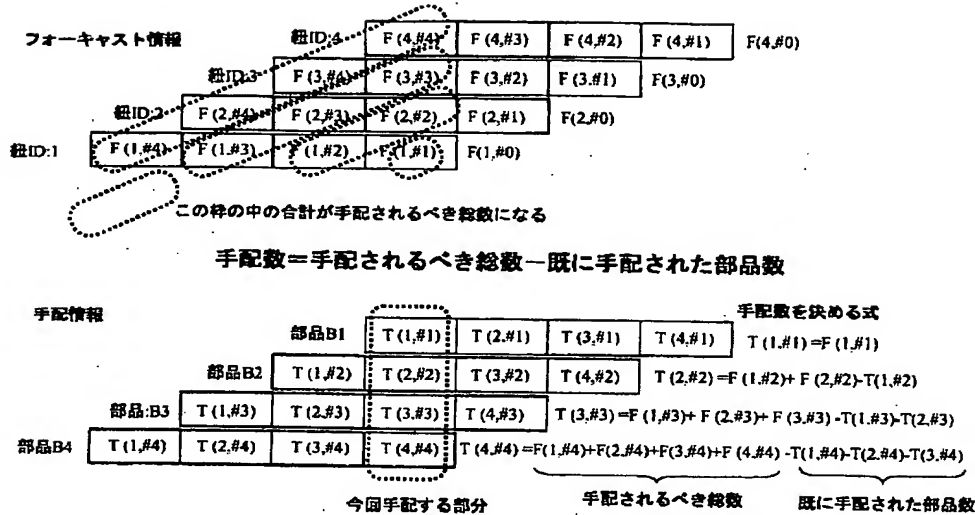 フォーキャスト情報 紐ID:4 F (4,#4) F (4,#3) F (4,#2) F (4,#1) F(4,#0)
紐ID:3 F (3,#4) F (3,#3) F (3,#2) F (3.#1) F(3,#0)
紐ID:2 F (2,#4) F (2,#3) F (2,#2) F (2,#1) F(2,#0)
紐ID:1 F (1,#4) F (1,#3) F (1,#2) F (1,#1) F(1,#0)
この枠の中の合計が手配されるべき総数になる
手配数=手配されるべき総数-既に手配された部品数
手配情報 手配数を決める式
部品B1 T (1,#1) T (2,#1) T (3,#1) T (4,#1) T (1,#1) =F (1,#1)
部品B2 T (1,#2) T (2,#2) T (3,#2) T (4,#2) T (2,#2) =F (1,#2)+ F (2,#2)-T(1,#2)
部品:B3 T (1,#3) T (2,#3) T (3,#3) T (4,#3) T (3,#3) =F (1,#3)+ F (2.#3)+ F (3.#3) -T(1.#3)-T(2,#3)
部品B4 T (1,#4) T (2,#4) T (3,#4) T (4,#4) T (4,#4) =F(1,#4)+F(2,#4)+F(3,#4)+F (4,#4) -T(1,#4)-T(2.#4)-T(3,#4)
今回手配する部分 手配されるべき総数 既に手配された部品数